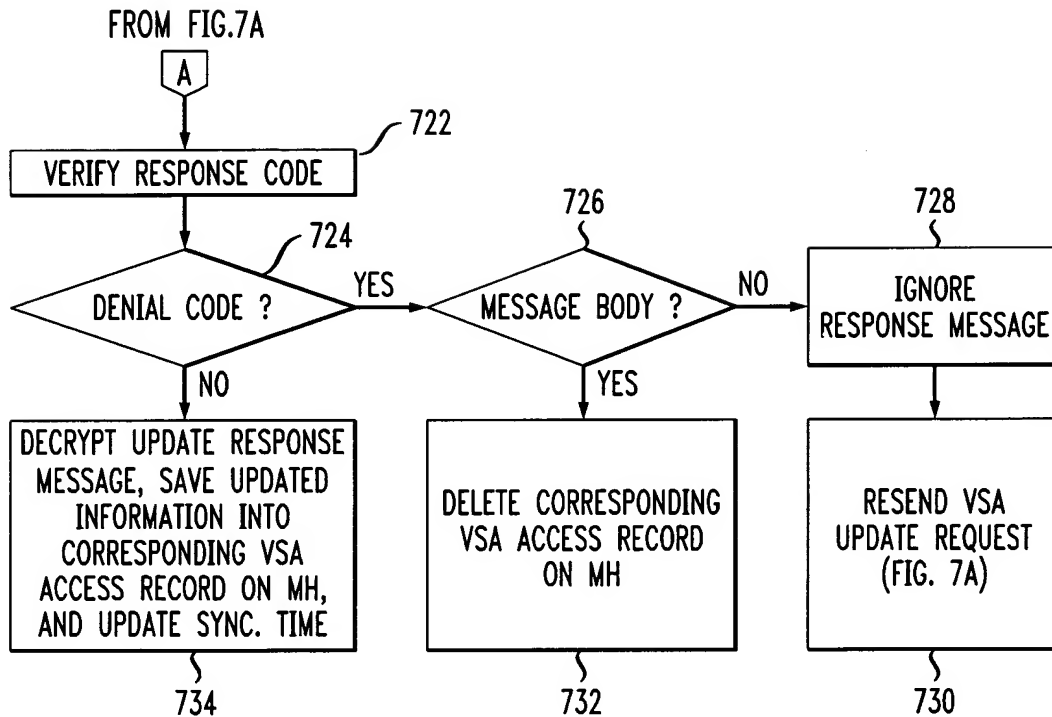 FROM FIG.7A
A
722
VERIFY RESPONSE CODE
724
DENIAL CODE ?
YES
NO
726
MESSAGE BODY ?
NO
YES
728
IGNORE
RESPONSE MESSAGE
DECRYPT UPDATE RESPONSE
MESSAGE, SAVE UPDATED
INFORMATION INTO
CORRESPONDING VSA
ACCESS RECORD ON MH,
AND UPDATE SYNC. TIME
734
DELETE CORRESPONDING
VSA ACCESS RECORD
ON MH
732
RESEND VSA
UPDATE REQUEST
(FIG. 7A)
730